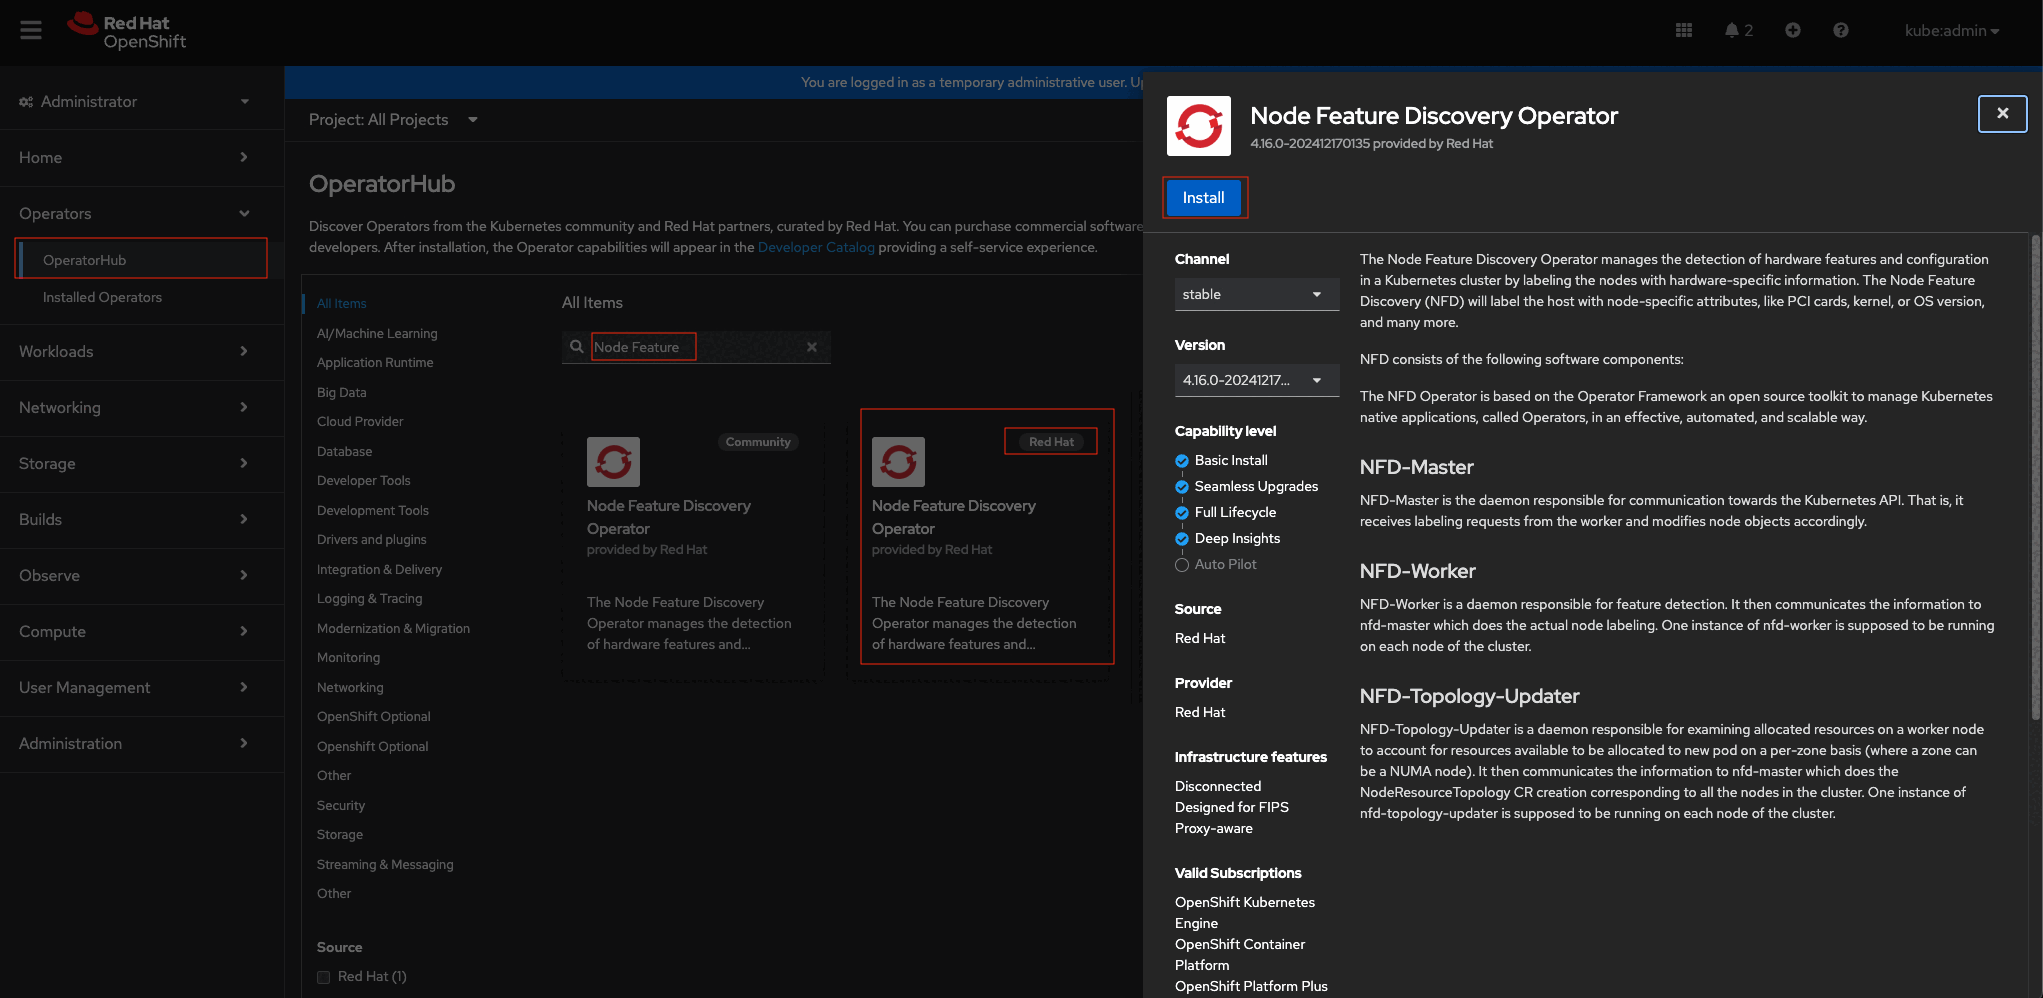 Red Hat
OpenShift
2
kube:admin
Administrator
Home
Operators
OperatorHub
Installed Operators
Workloads
Networking
Storage
Builds
Observe
Compute
User Management
Administration
You are logged in as a temporary administrative user. U
Project: All Projects
OperatorHub
Discover Operators from the Kubernetes community and Red Hat partners, curated by Red Hat. You can purchase commercial software
developers. After installation, the Operator capabilities will appear in the Developer Catalog providing a self-service experience.
All Items
AI/Machine Learning
Application Runtime
Big Data
Cloud Provider
Database
Developer Tools
Development Tools
Drivers and plugins
Integration & Delivery
Logging & Tracing
Modernization & Migration
Monitoring
Networking
OpenShift Optional
Openshift Optional
Other
Security
Storage
Streaming & Messaging
Other
Source
Red Hat (1)
All Items
Node Feature
Community
Node Feature Discovery
Operator
provided by Red Hat
The Node Feature Discovery
Operator manages the detection
of hardware features and...
Red Hat
Node Feature Discovery
Operator
provided by Red Hat
The Node Feature Discovery
Operator manages the detection
of hardware features and...
Node Feature Discovery Operator
4.16.0-202412170135 provided by Red Hat
Install
Channel
stable
Version
4.16.0-20241217...
Capability level
Basic Install
Seamless Upgrades
Full Lifecycle
Deep Insights
Auto Pilot
Source
Red Hat
Provider
Red Hat
Infrastructure features
Disconnected
Designed for FIPS
Proxy-aware
Valid Subscriptions
OpenShift Kubernetes
Engine
OpenShift Container
Platform
OpenShift Platform Plus
The Node Feature Discovery Operator manages the detection of hardware features and configuration
in a Kubernetes cluster by labeling the nodes with hardware-specific information. The Node Feature
Discovery (NFD) will label the host with node-specific attributes, like PCI cards, kernel, or OS version,
and many more.
NFD consists of the following software components:
The NFD Operator is based on the Operator Framework an open source toolkit to manage Kubernetes
native applications, called Operators, in an effective, automated, and scalable way.
NFD-Master
NFD-Master is the daemon responsible for communication towards the Kubernetes API. That is, it
receives labeling requests from the worker and modifies node objects accordingly.
NFD-Worker
NFD-Worker is a daemon responsible for feature detection. It then communicates the information to
nfd-master which does the actual node labeling. One instance of nfd-worker is supposed to be running
on each node of the cluster.
NFD-Topology-Updater
NFD-Topology-Updater is a daemon responsible for examining allocated resources on a worker node
to account for resources available to be allocated to new pod on a per-zone basis (where a zone can
be a NUMA node). It then communicates the information to nfd-master which does the
NodeResourceTopology CR creation corresponding to all the nodes in the cluster. One instance of
nfd-topology-updater is supposed to be running on each node of the cluster.